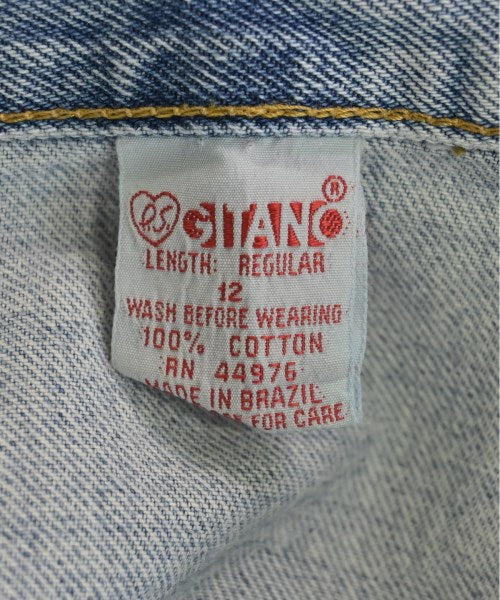 P.S. GITANO ®
LENGTH: REGULAR
12
WASH BEFORE WEARING
100% COTTON
RN 44976
MADE IN BRAZIL
FOR CARE